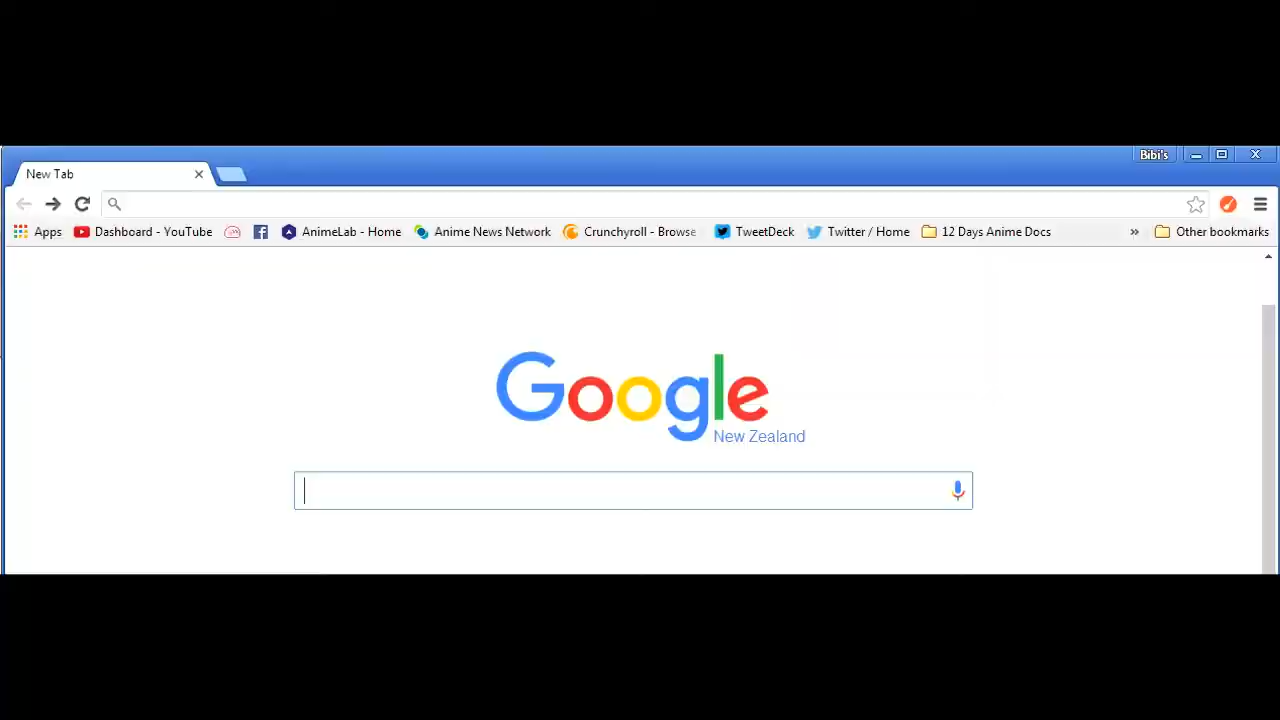 Bibi's
New Tab
Apps Dashboard - YouTube AnimeLab - Home Anime News Network Crunchyroll - Browse TweetDeck Twitter / Home 12 Days Anime Docs » Other bookmarks
Google
New Zealand